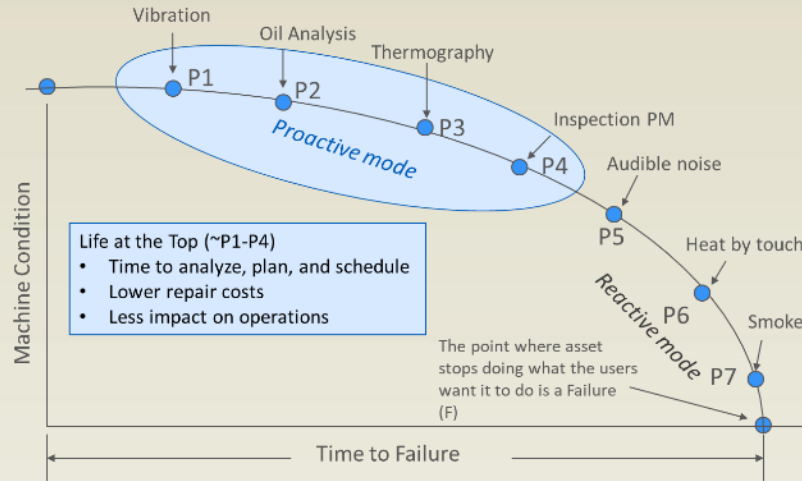 Vibration
Oil Analysis
Thermography
P1
P2
P3
Inspection PM
P4
Proactive mode
Audible noise
P5
Life at the Top (~P1-P4)
• Time to analyze, plan, and schedule
• Lower repair costs
• Less impact on operations
Heat by touch
P6
Reactive mode
Smoke
P7
The point where asset
stops doing what the users
want it to do is a Failure
(F)
Machine Condition
Time to Failure